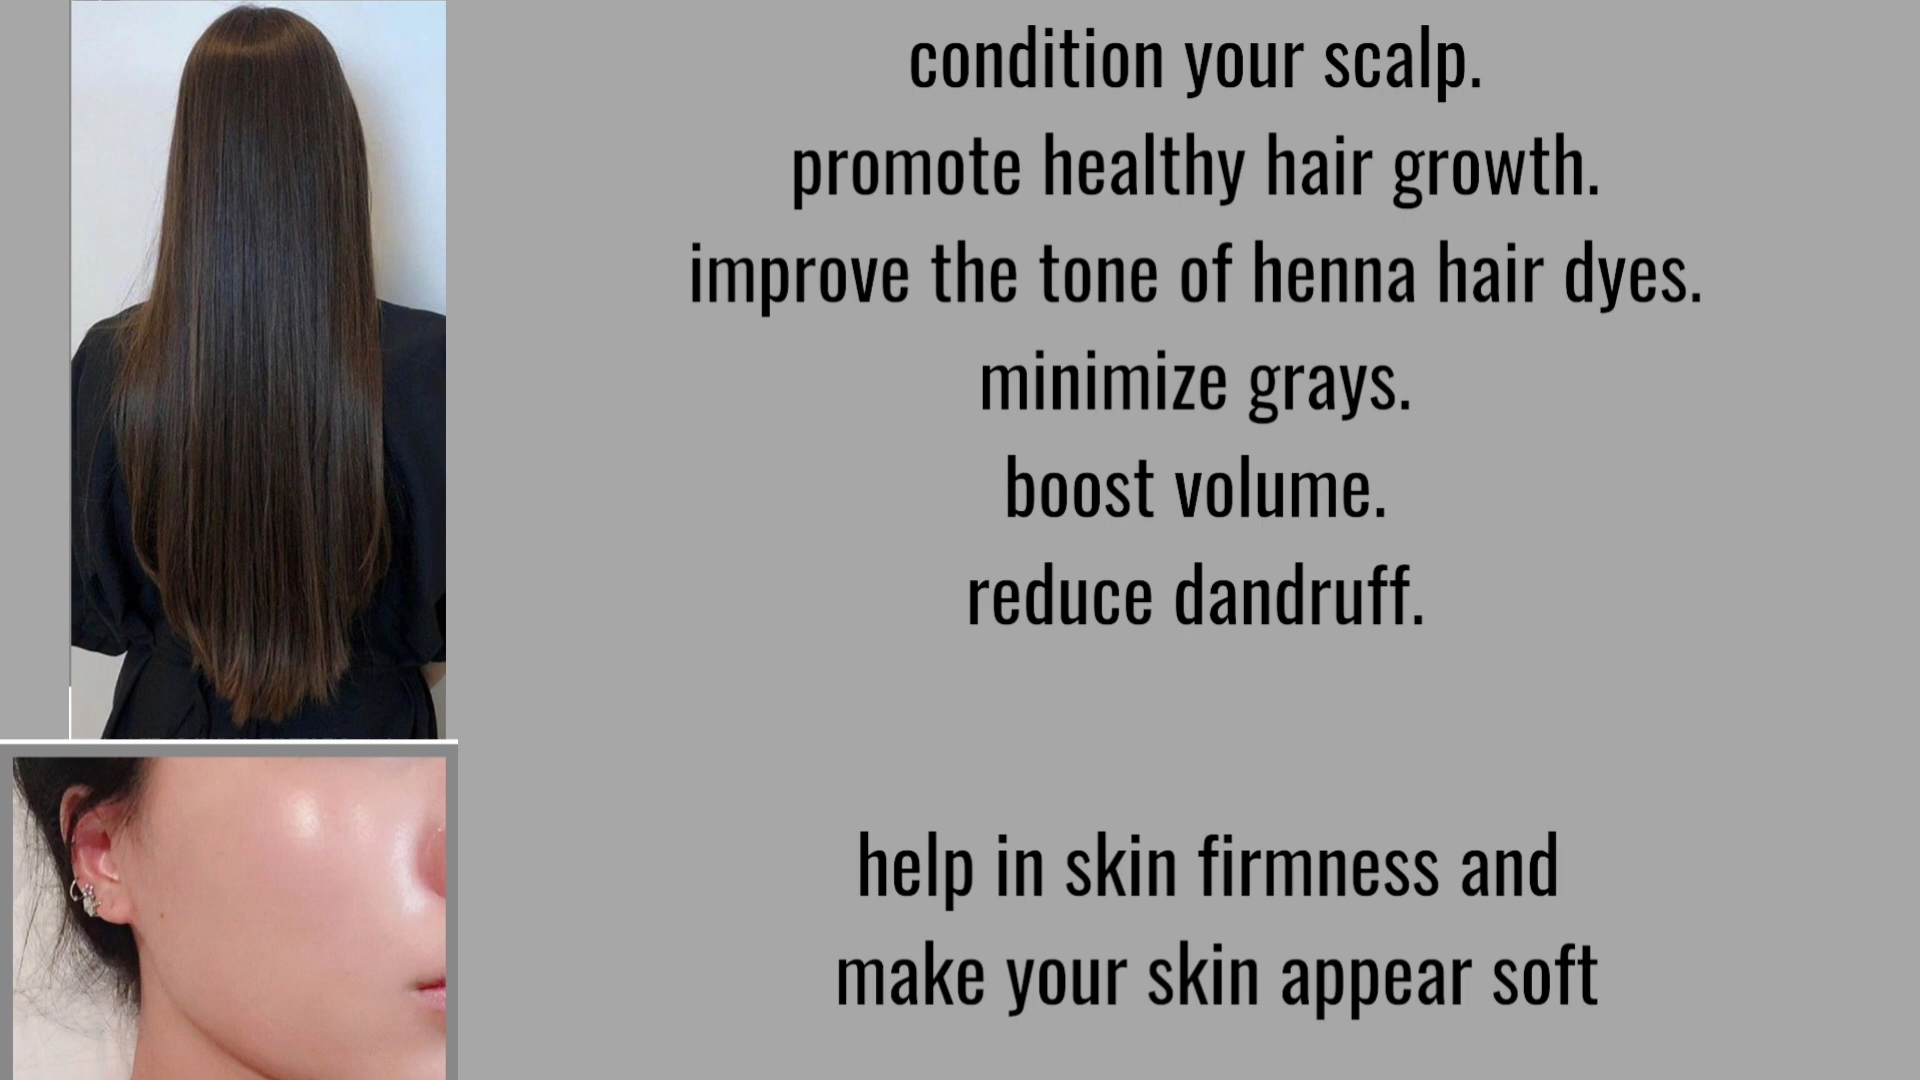 condition your scalp.
promote healthy hair growth.
improve the tone of henna hair dyes.
minimize grays.
boost volume.
reduce dandruff.
help in skin firmness and
make your skin appear soft